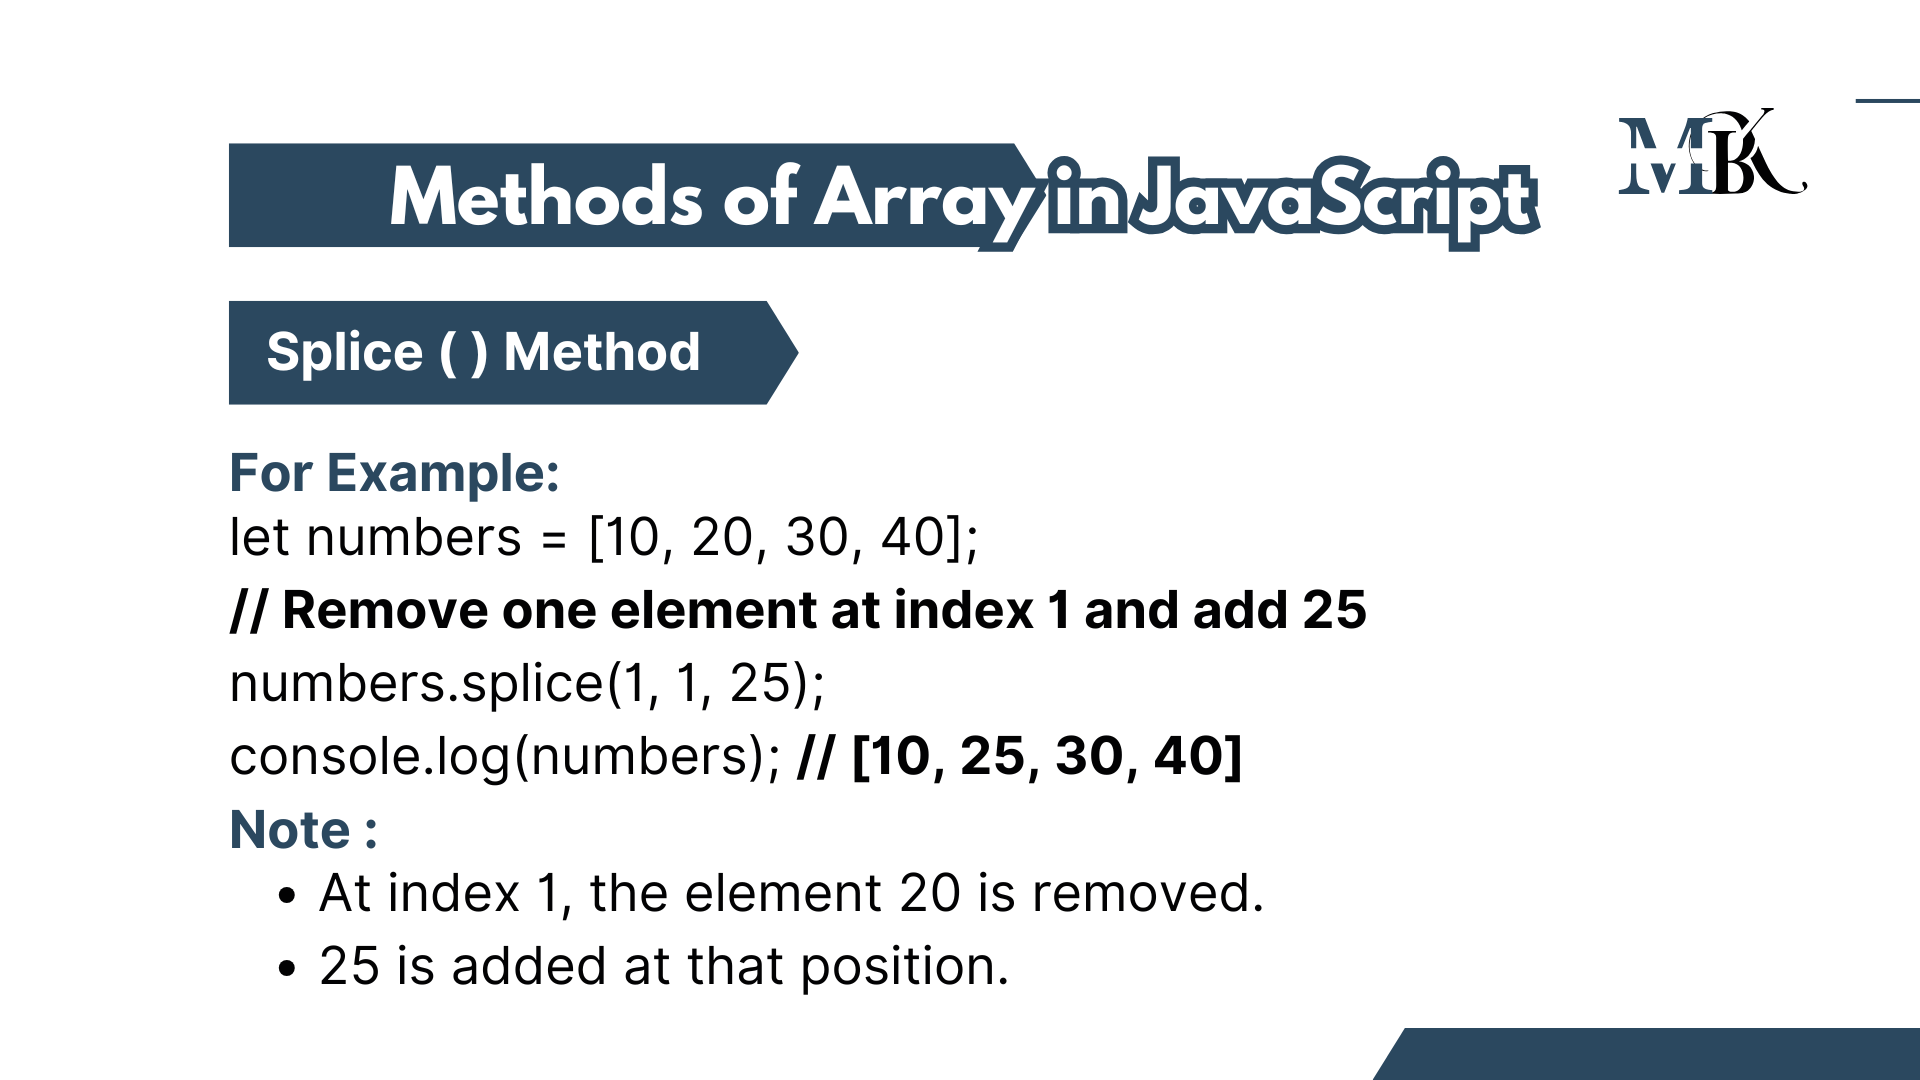 MBK
Methods of Array in JavaScript
Splice ( ) Method
For Example:
let numbers = [10, 20, 30, 40];
// Remove one element at index 1 and add 25
numbers.splice(1, 1, 25);
console.log(numbers); // [10, 25, 30, 40]
Note :
• At index 1, the element 20 is removed.
• 25 is added at that position.